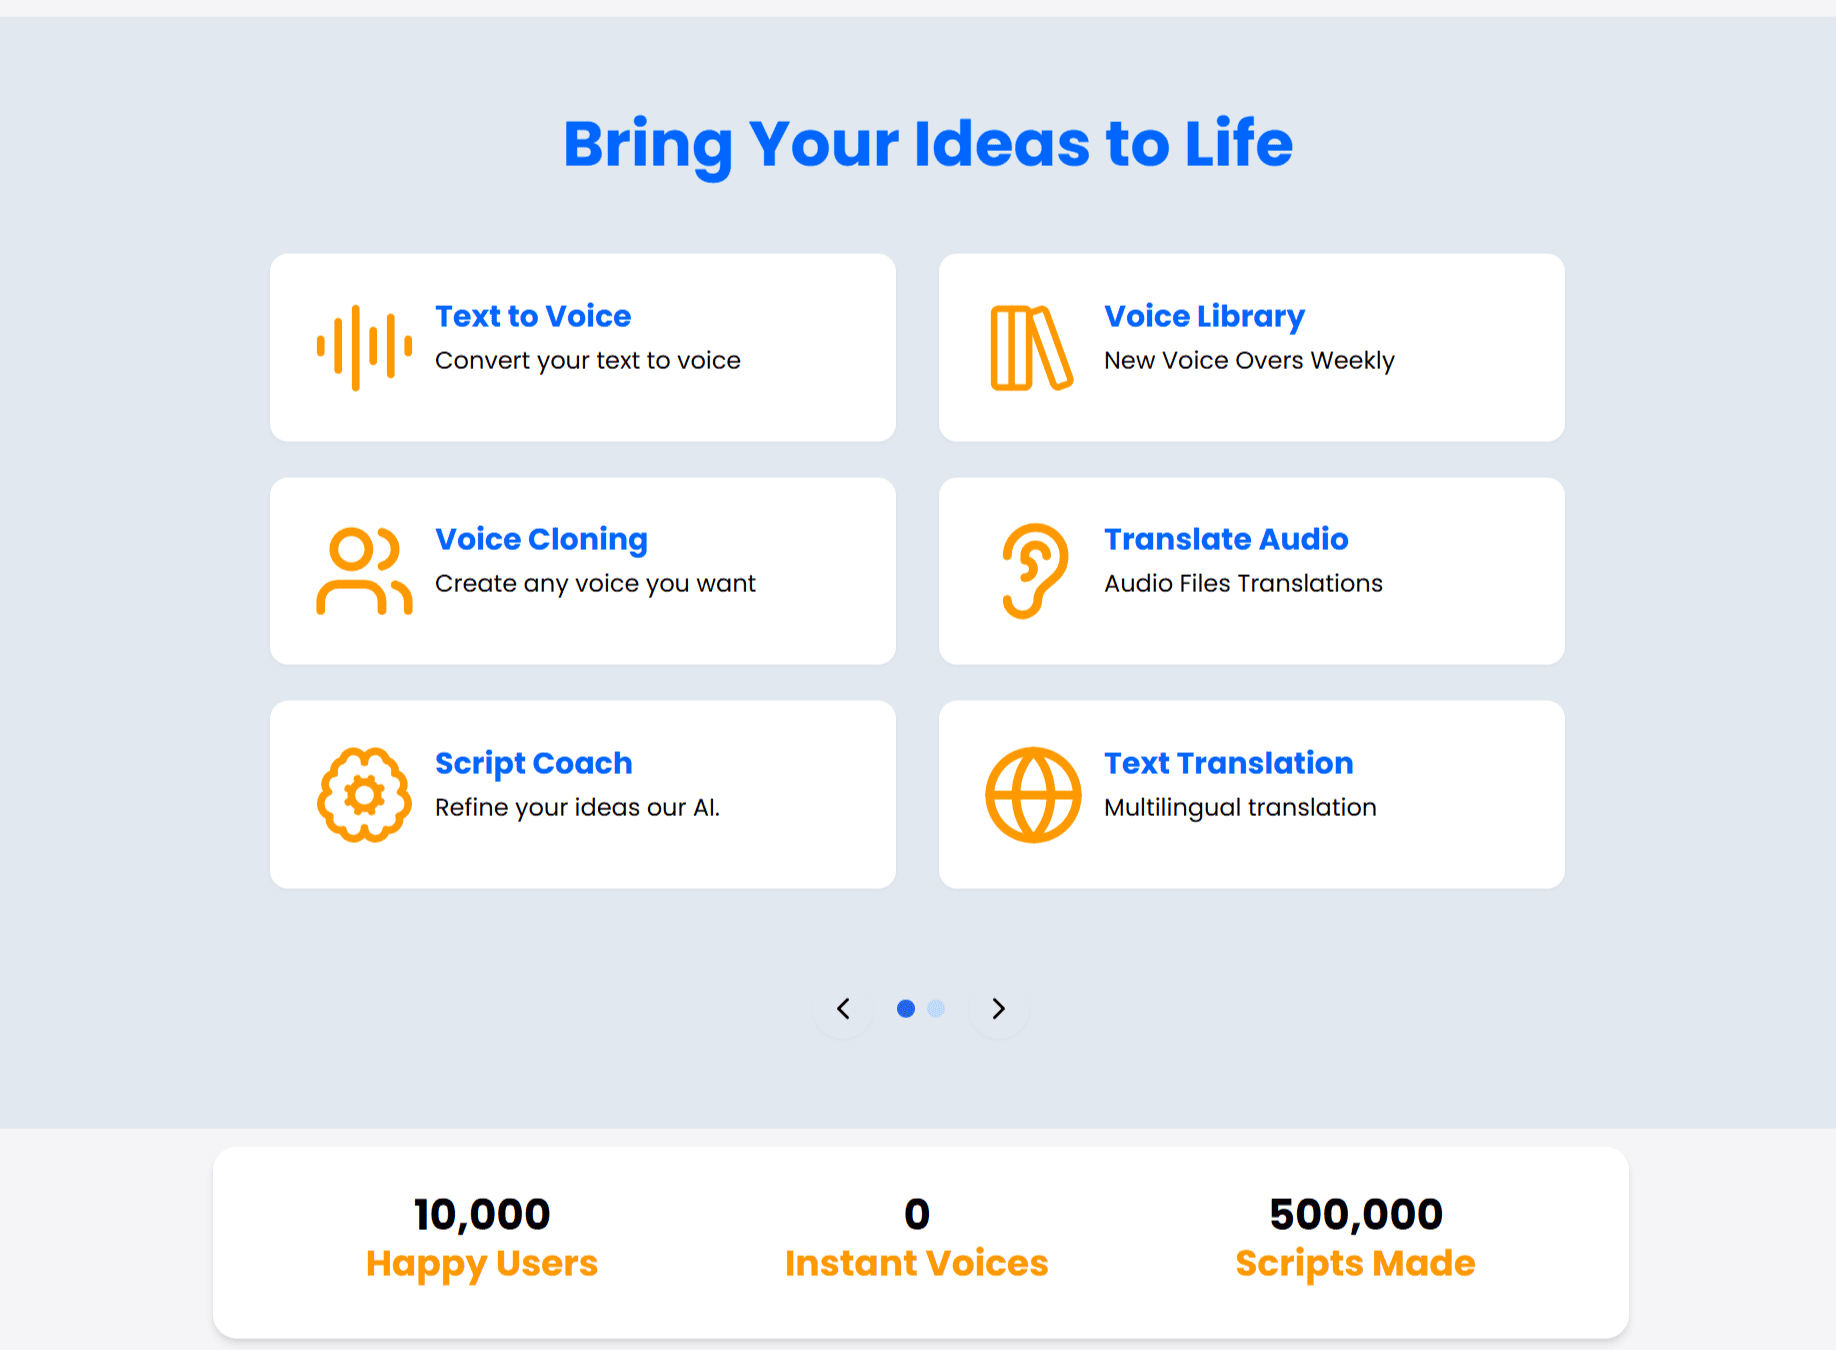 Bring Your Ideas to Life
Text to Voice
Convert your text to voice
Voice Library
New Voice Overs Weekly
Voice Cloning
Create any voice you want
Translate Audio
Audio Files Translations
Script Coach
Refine your ideas our AI.
Text Translation
Multilingual translation
10,000
Happy Users
0
Instant Voices
500,000
Scripts Made